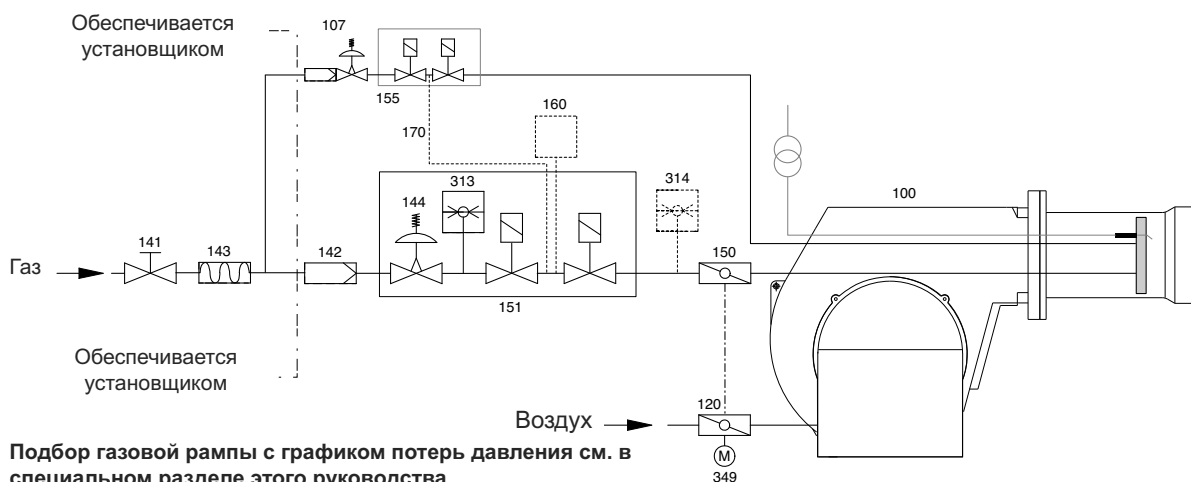 Обеспечивается
установщиком
107
155
160
170
313
314
144
100
141
143
142
150
Газ
151
Обеспечивается
установщиком
120
Воздух
M
349
Подбор газовой рампы с графиком потерь давления см. в
специальном разделе этого руководства